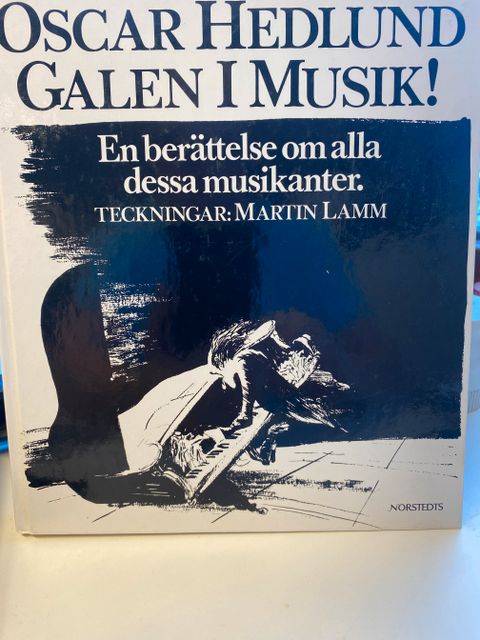 OSCAR HEDLUND
GALEN I MUSIK!
En berättelse om alla
dessa musikanter.
TECKNINGAR: MARTIN LAMM
NORSTEDTS